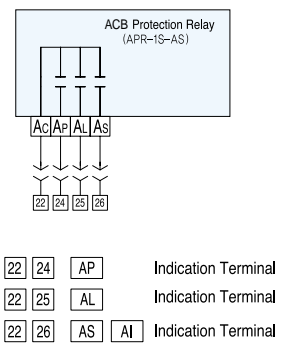 ACB Protection Relay
(APR-1S-AS)
AC AP AL AS
22 24 25 26
22 24 AP Indication Terminal
22 25 AL Indication Terminal
22 26 AS AI Indication Terminal